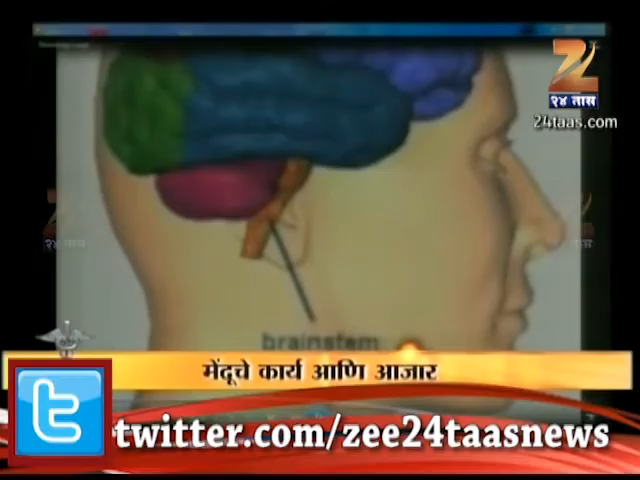 Z
२४ तास
24taas.com
brainstem
मेंदूचे कार्य आणि आजार
twitter.com/zee24taasnews